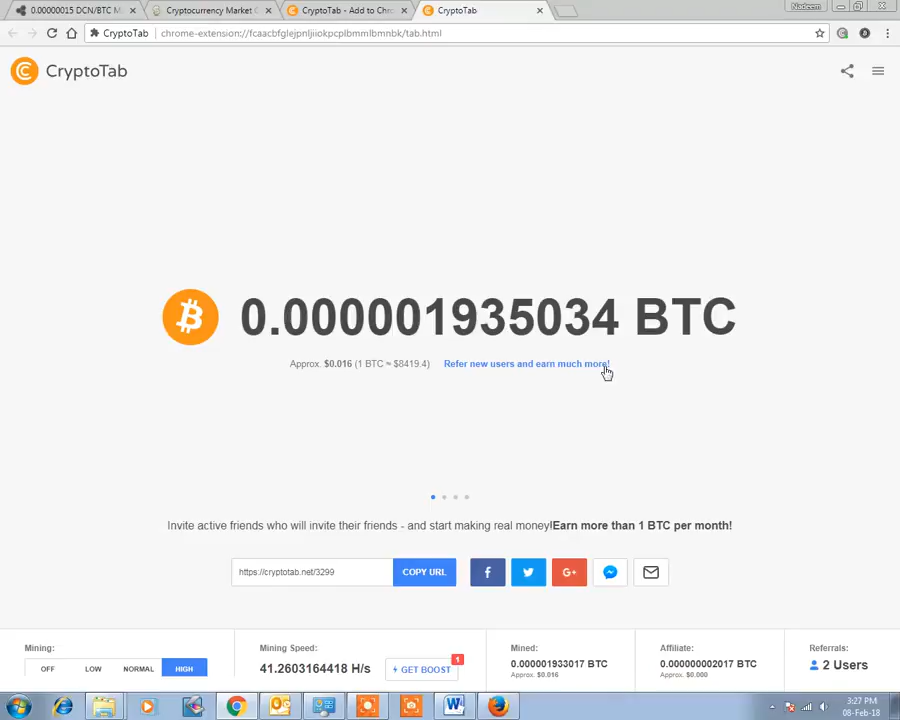 0.00000015 DCN/BTC M
Cryptocurrency Market C
CryptoTab - Add to Chr
CryptoTab
Nadeem
CryptoTab
chrome-extension://fcaacbfglejpnljiiokpcplbmmlbmnbk/tab.html
CryptoTab
0.000001935034 BTC
Approx. $0.016 (1 BTC ≈ $8419.4) Refer new users and earn much more!
Invite active friends who will invite their friends - and start making real money!Earn more than 1 BTC per month!
https://cryptotab.net/3299
COPY URL
G+
Mining:
OFF LOW NORMAL HIGH
Mining Speed:
41.2603164418 H/s
GET BOOST
1
Mined:
0.000001933017 BTC
Approx. $0.016
Affiliate:
0.000000002017 BTC
Approx. $0.000
Referrals:
2 Users
3:27 PM
08-Feb-18